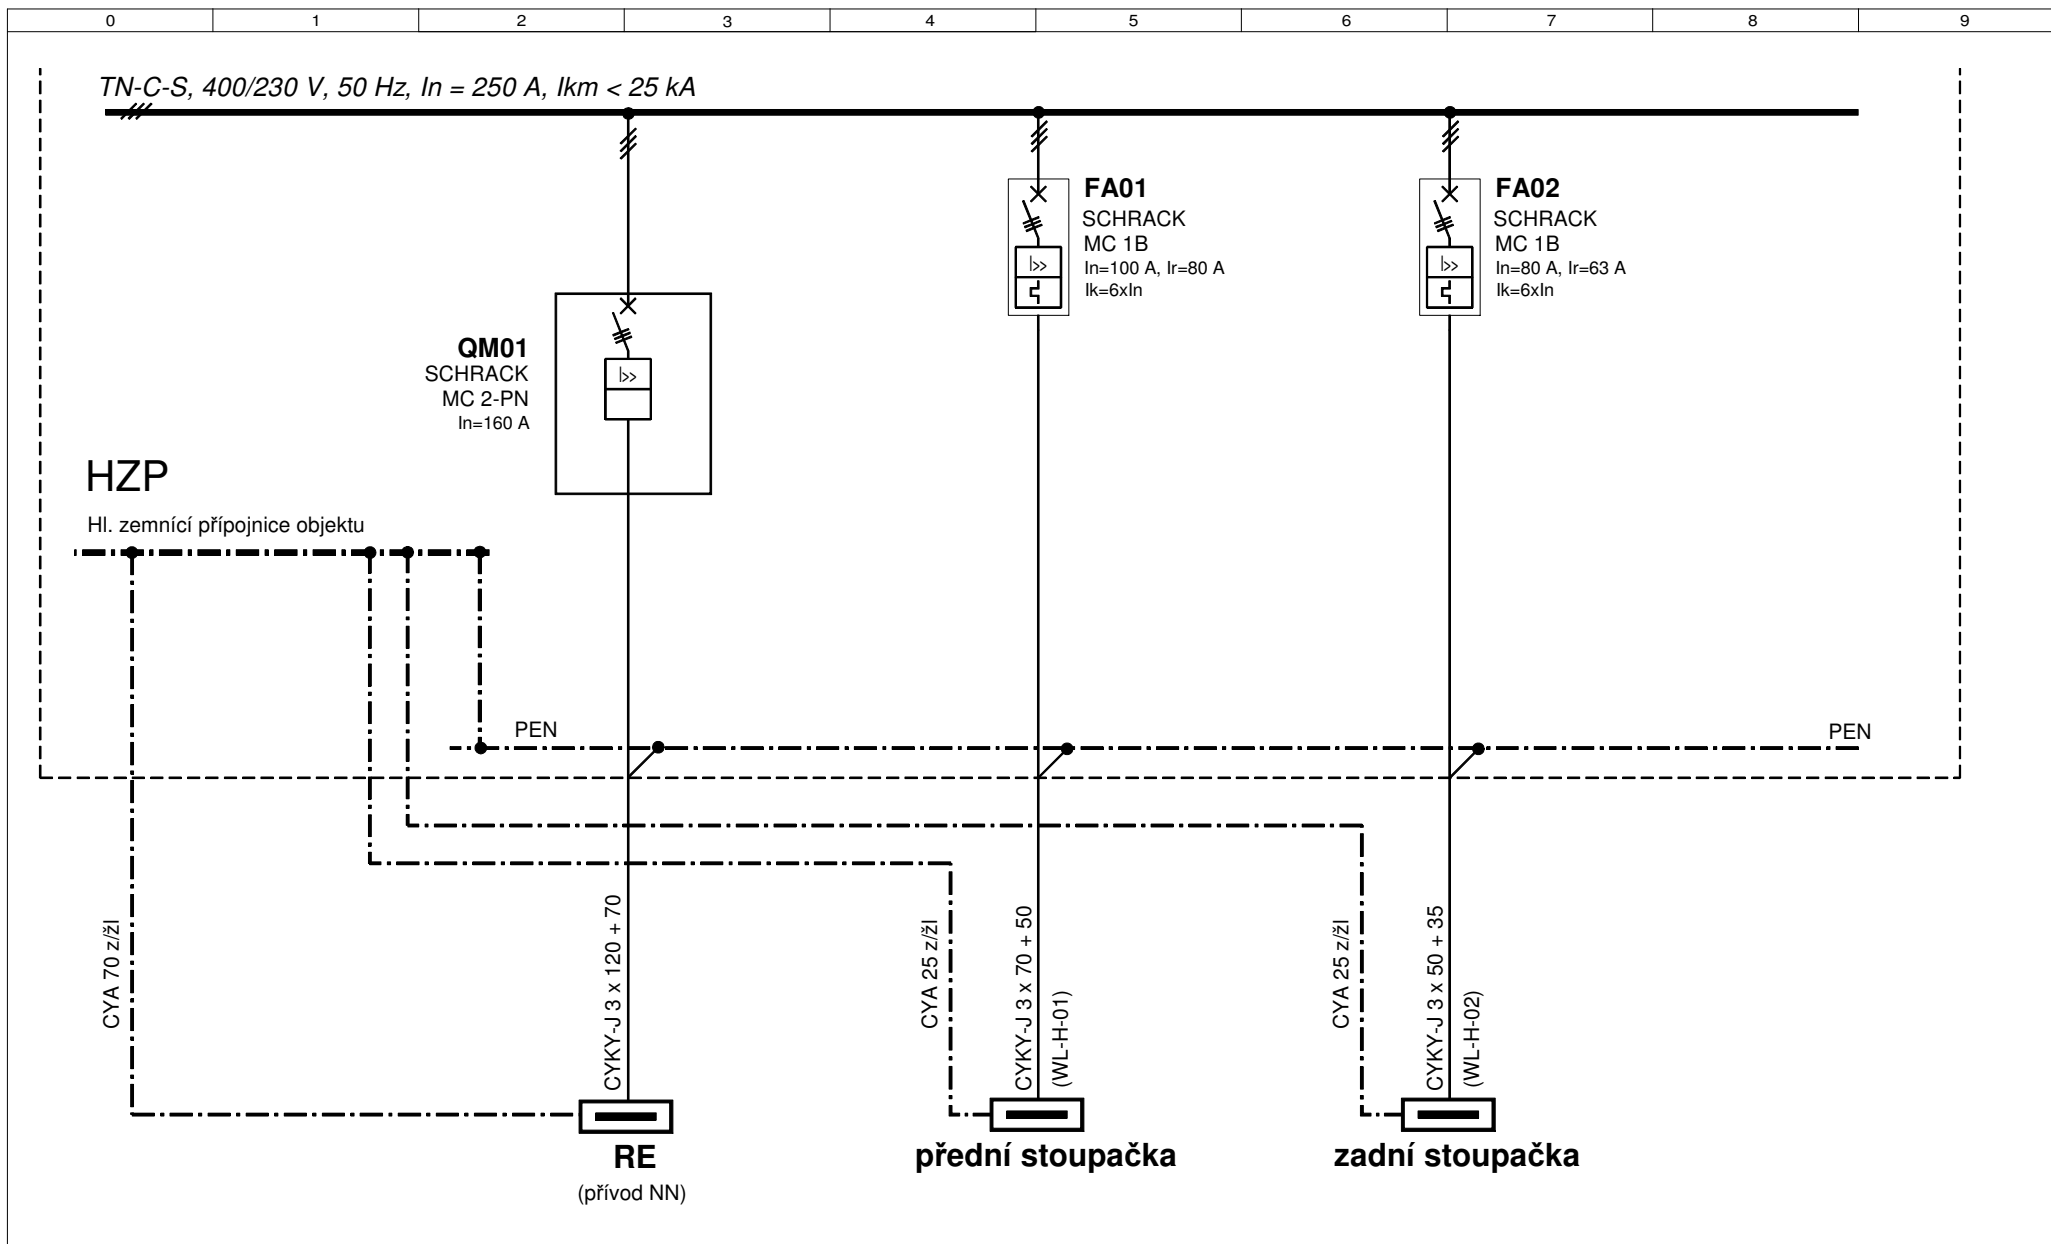 0 1 2 3 4 5 6 7 8 9
TN-C-S, 400/230 V, 50 Hz, In = 250 A, Ikm < 25 kA
QM01
SCHRACK
MC 2-PN
In=160 A
I>>
FA01
SCHRACK
MC 1B
In=100 A, Ir=80 A
Ik=6xIn
I>>
FA02
SCHRACK
MC 1B
In=80 A, Ir=63 A
Ik=6xIn
I>>
HZP
Hl. zemnící přípojnice objektu
PEN
PEN
CYA 70 z/žl
CYKY-J 3 x 120 + 70
CYA 25 z/žl
CYKY-J 3 x 70 + 50
(WL-H-01)
CYA 25 z/žl
CYKY-J 3 x 50 + 35
(WL-H-02)
RE
(přívod NN)
přední stoupačka
zadní stoupačka